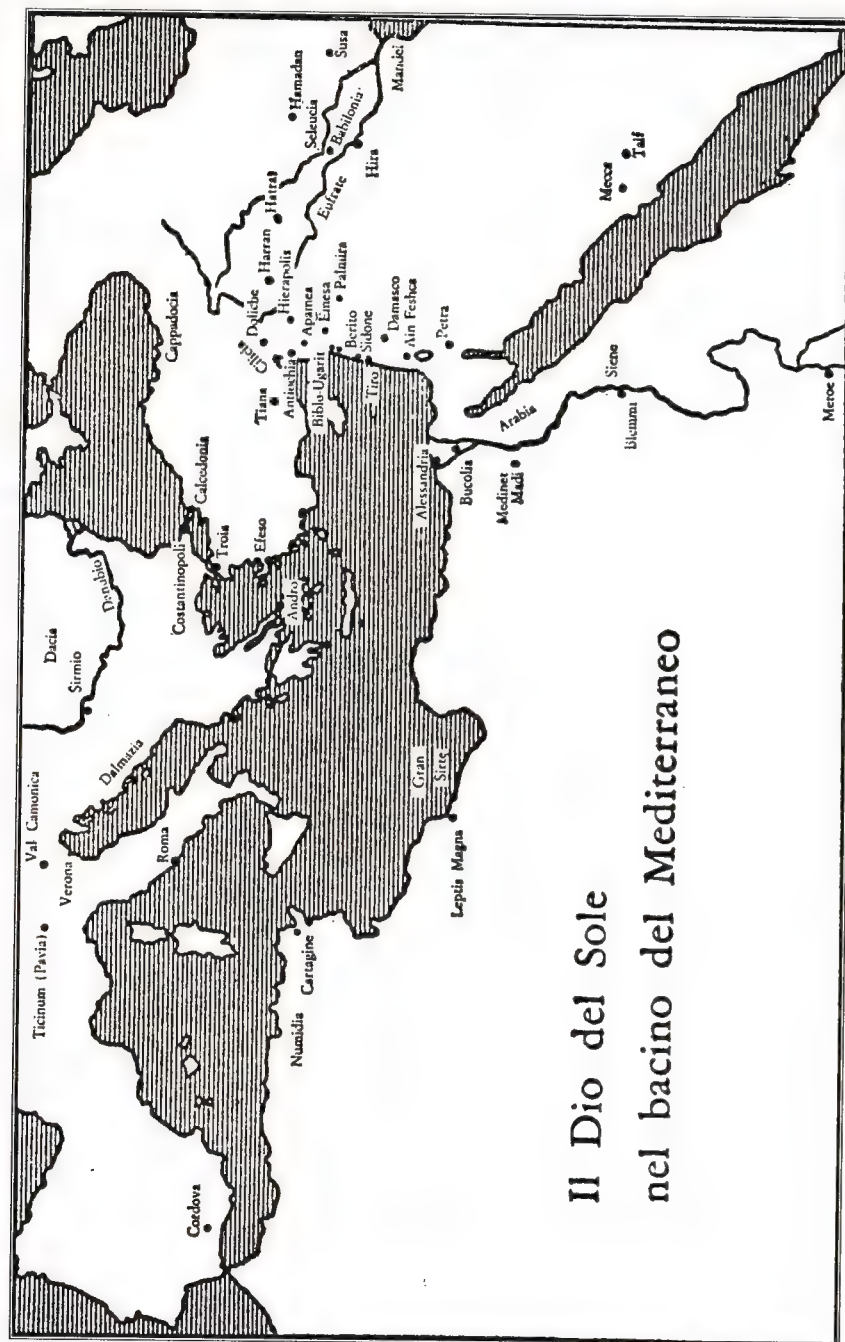 Ticinum (Pavia)
Val Camonica
Verona
Dacia
Sirmio
Danubio
Dalmazia
Roma
Cordova
Numidia
Cartagine
Leptis Magna
Gran
Sirte
Costantinopoli
Calcedonia
Troia
Efeso
Andro
Cappadocia
Cilicia
Doliche
Tiana
Antiochia
Harran
Hierapolis
Hatra
Apamea
Emesa
Palmira
Biblo-Ugarit
Berito
Sidone
Tiro
Damasco
Ain Feshca
Petra
Eufrate
Seleucia
Hamadan
Susa
Babilonia
Hira
Mandei
Alessandria
Bucolia
Medinet
Madi
Arabia
Siene
Blemmi
Meroe
Mecca
Taif
Il Dio del Sole
nel bacino del Mediterraneo